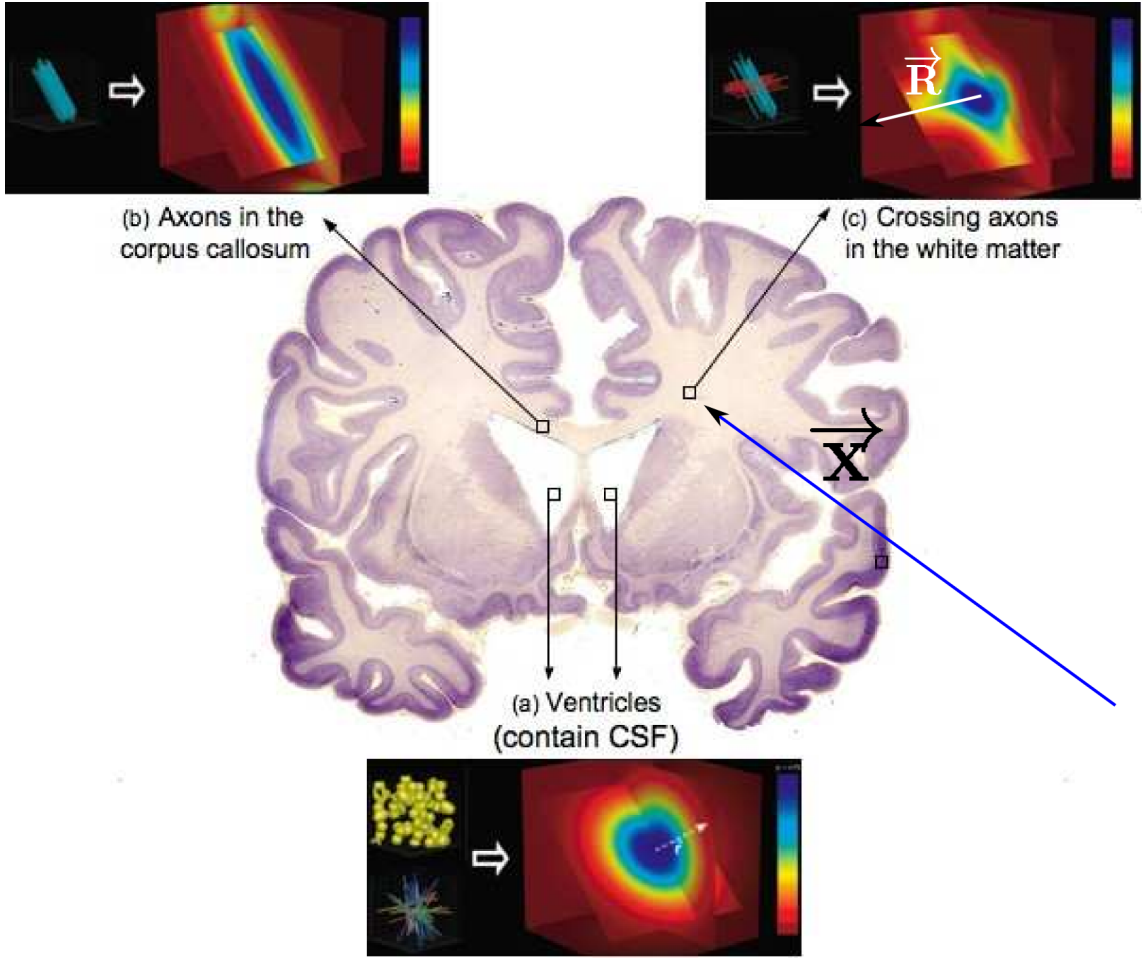 R
(b) Axons in the
corpus callosum
(c) Crossing axons
in the white matter
X
(a) Ventricles
(contain CSF)
r